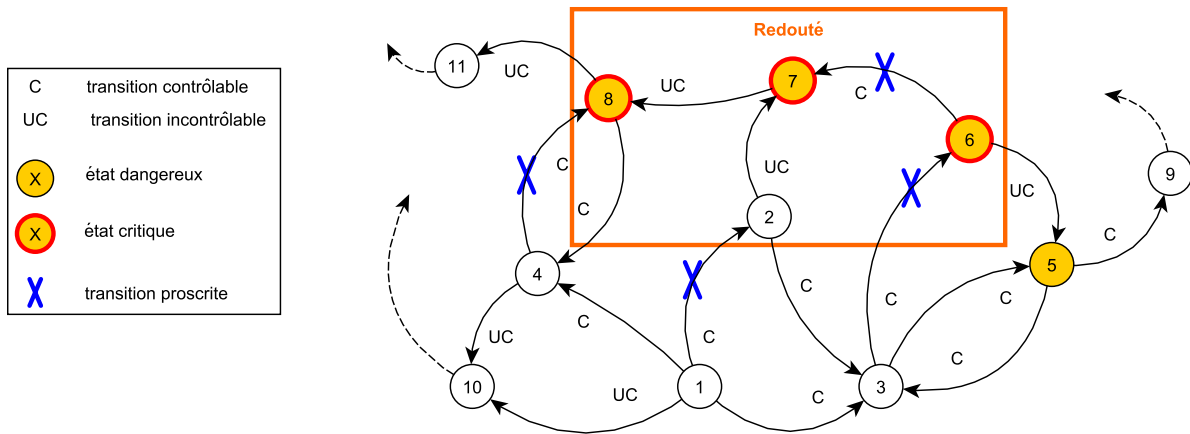 Redouté
C transition contrôlable
UC transition incontrôlable
X état dangereux
X état critique
transition proscrite
11
UC
8
UC
7
C
6
C
UC
UC
9
2
C
C
4
5
C
C
C
C
C
UC
C
C
10
UC
1
C
3